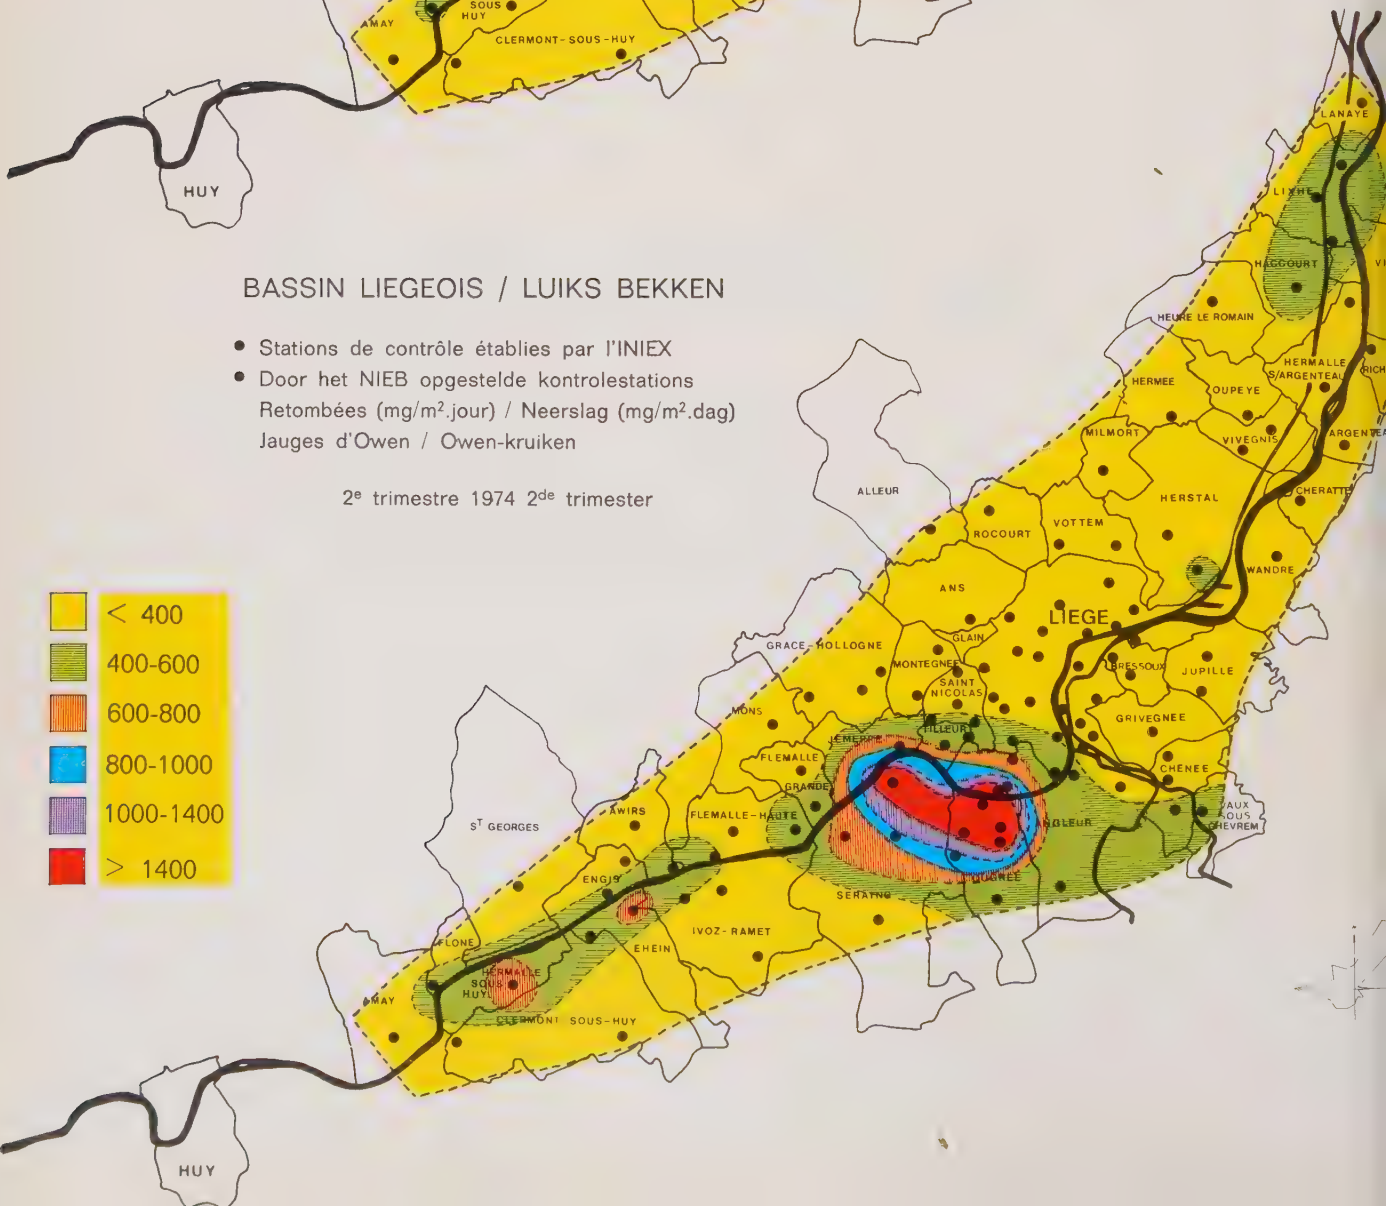 AMAY
SOUS
HUY
CLERMONT-SOUS-HUY
HUY
BASSIN LIEGEOIS / LUIKS BEKKEN
• Stations de contrôle établies par l'INIEX
• Door het NIEB opgestelde kontrolestations
Retombées (mg/m².jour) / Neerslag (mg/m².dag)
Jauges d'Owen / Owen-kruiken
2e trimestre 1974 2de trimester
< 400
400-600
600-800
800-1000
1000-1400
> 1400
LANAYE
LIXHE
HACCOURT
VI
HEURE LE ROMAIN
HERMALLE
S/ARGENTEAU
RICH
HERMEE
OUPEYE
MILMORT
VIVEGNIS
ARGENTEA
ALLEUR
HERSTAL
CHERATTE
ROCOURT
VOTTEM
WANDRE
ANS
LIEGE
GLAIN
GRACE-HOLLOGNE
MONTEGNEE
BRESSOUX
JUPILLE
SAINT
NICOLAS
MONS
GRIVEGNEE
TILLEUR
JEMEPPE
FLEMALLE
GRANDE
CHENEE
AWIRS
FLEMALLE-HAUTE
ANGLEUR
VAUX
SOUS
CHEVREM
ST GEORGES
ENGIS
OUGREE
SERAING
IVOZ-RAMET
FLONE
EHEIN
HERMALLE
SOUS
HUY
AMAY
CLERMONT SOUS-HUY
HUY